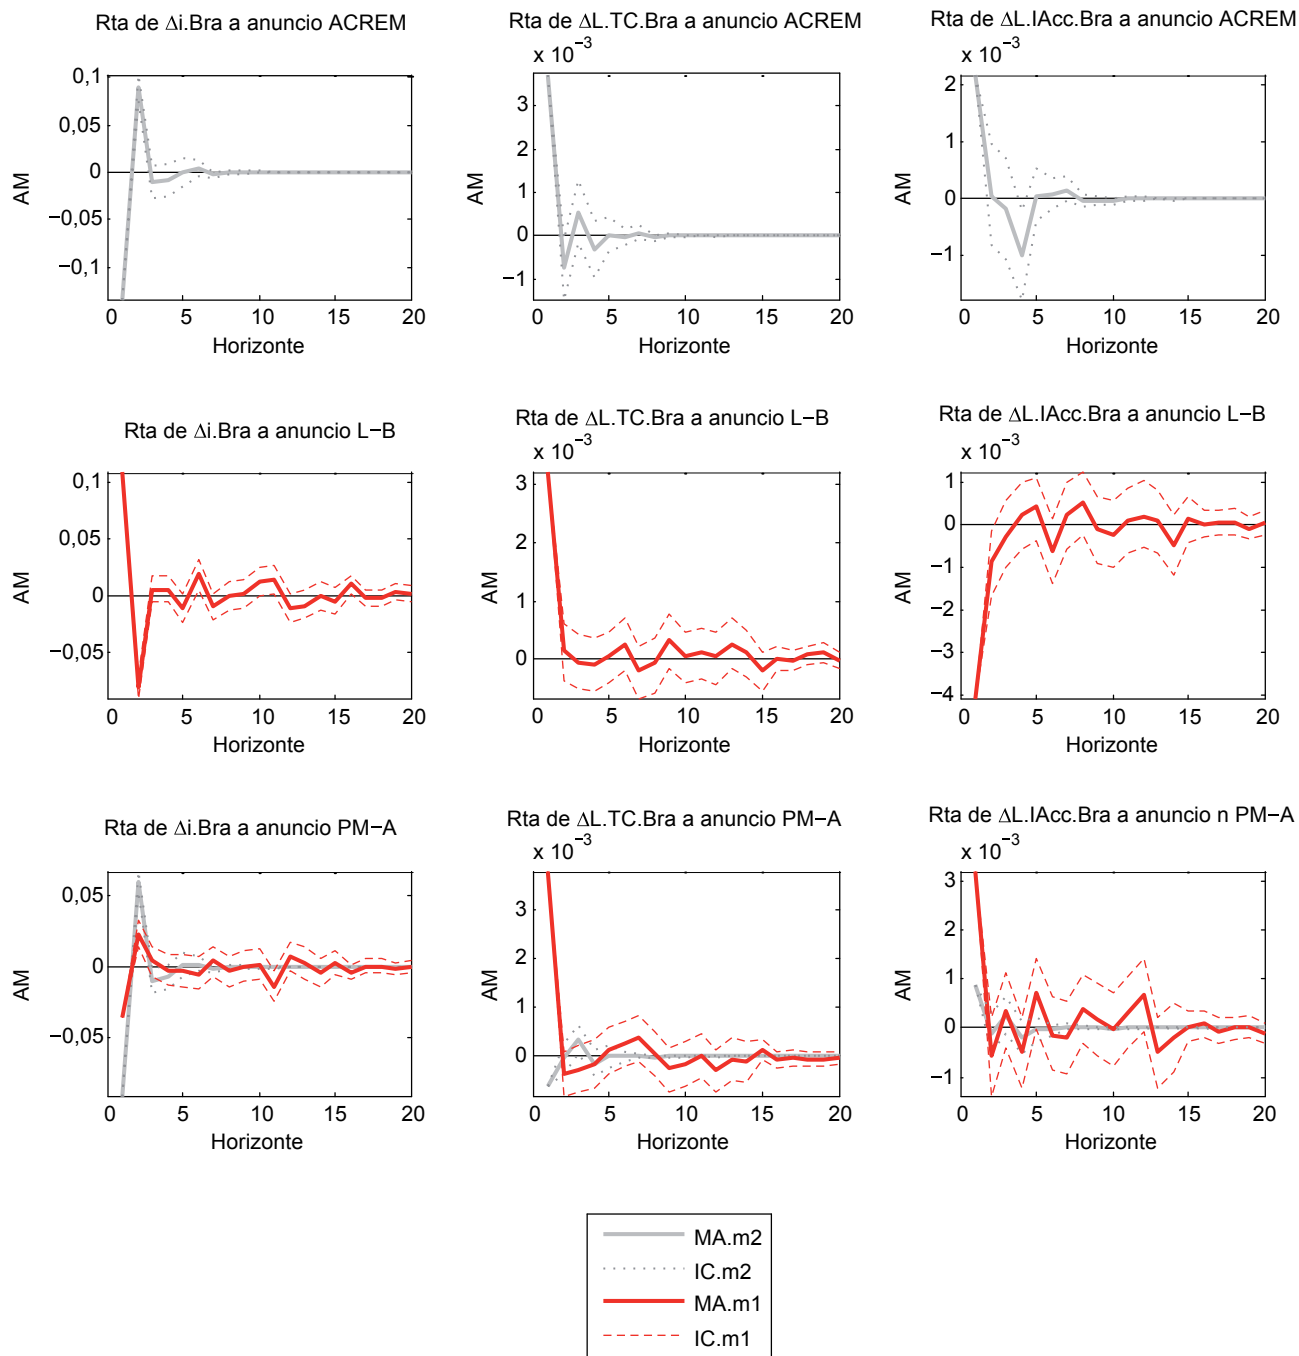 Rta de Δi.Bra a anuncio ACREM
Rta de ΔL.TC.Bra a anuncio ACREM
Rta de ΔL.IAcc.Bra a anuncio ACREM
x 10⁻³
x 10⁻³
AM
0,1
0,05
0
−0,05
−0,1
0 5 10 15 20
Horizonte
AM
3
2
1
0
−1
0 5 10 15 20
Horizonte
AM
2
1
0
−1
0 5 10 15 20
Horizonte
Rta de Δi.Bra a anuncio L−B
Rta de ΔL.TC.Bra a anuncio L−B
Rta de ΔL.IAcc.Bra a anuncio L−B
x 10⁻³
x 10⁻³
AM
0,1
0,05
0
−0,05
0 5 10 15 20
Horizonte
AM
3
2
1
0
0 5 10 15 20
Horizonte
AM
1
0
−1
−2
−3
−4
0 5 10 15 20
Horizonte
Rta de Δi.Bra a anuncio PM−A
Rta de ΔL.TC.Bra a anuncio PM−A
Rta de ΔL.IAcc.Bra a anuncio n PM−A
x 10⁻³
x 10⁻³
AM
0,05
0
−0,05
0 5 10 15 20
Horizonte
AM
3
2
1
0
0 5 10 15 20
Horizonte
AM
3
2
1
0
−1
0 5 10 15 20
Horizonte
MA.m2
IC.m2
MA.m1
IC.m1